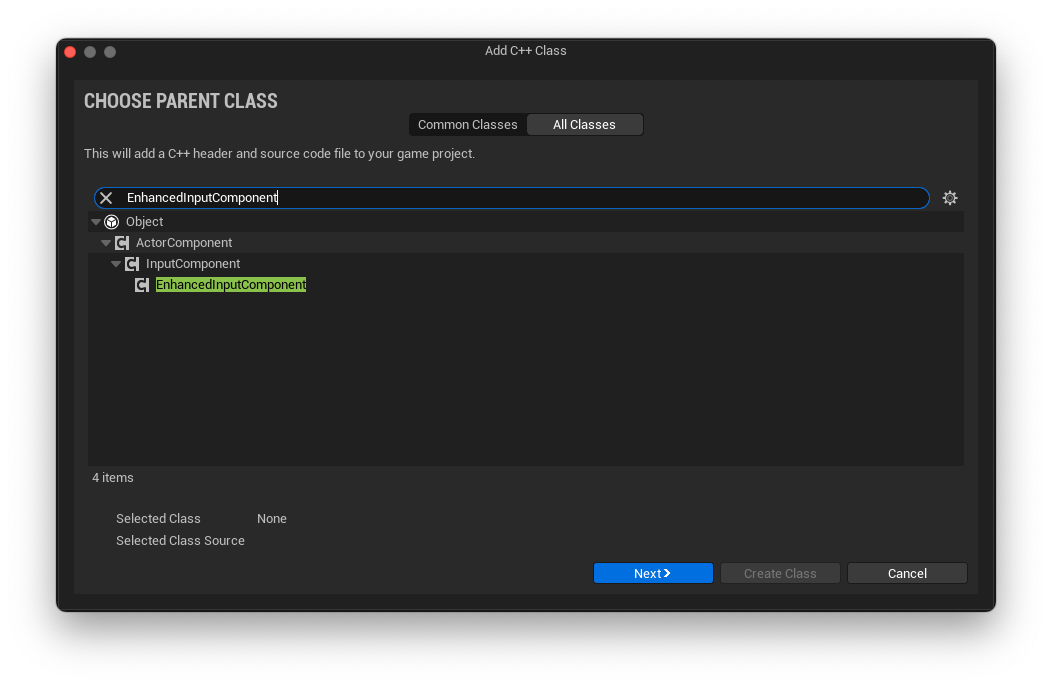 Add C++ Class
CHOOSE PARENT CLASS
Common Classes All Classes
This will add a C++ header and source code file to your game project.
EnhancedInputComponent
Object
ActorComponent
InputComponent
EnhancedInputComponent
4 items
Selected Class None
Selected Class Source
Next Create Class Cancel